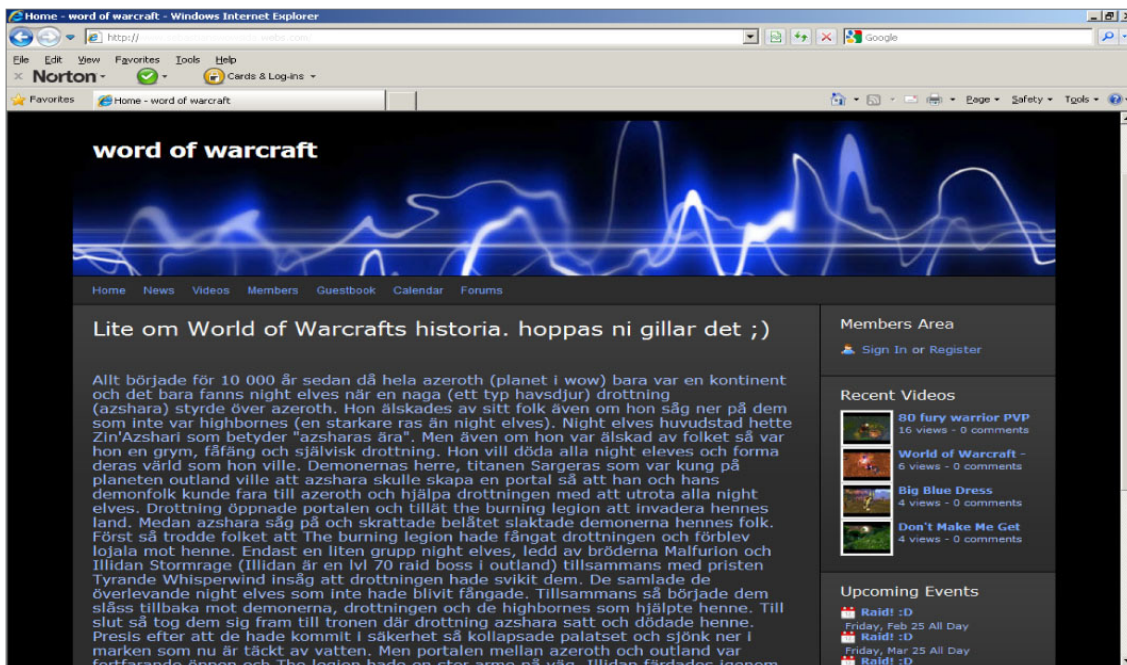 Home - word of warcraft - Windows Internet Explorer
http://
Google
File Edit View Favorites Tools Help
Norton Cards & Log-ins
Favorites Home - word of warcraft Page Safety Tools
word of warcraft
Home News Videos Members Guestbook Calendar Forums
Lite om World of Warcrafts historia. hoppas ni gillar det ;)
Allt började för 10 000 år sedan då hela azeroth (planet i wow) bara var en kontinent
och det bara fanns night elves när en naga (ett typ havsdjur) drottning
(azshara) styrde över azeroth. Hon älskades av sitt folk även om hon såg ner på dem
som inte var highbornes (en starkare ras än night elves). Night elves huvudstad hette
Zin'Azshari som betyder "azsharas ära". Men även om hon var älskad av folket så var
hon en grym, fåfäng och självisk drottning. Hon vill döda alla night eleves och forma
deras värld som hon ville. Demonernas herre, titanen Sargeras som var kung på
planeten outland ville att azshara skulle skapa en portal så att han och hans
demonfolk kunde fara till azeroth och hjälpa drottningen med att utrota alla night
elves. Drottning öppnade portalen och tillät the burning legion att invadera hennes
land. Medan azshara såg på och skrattade belåtet slaktade demonerna hennes folk.
Först så trodde folket att The burning legion hade fångat drottningen och förblev
lojala mot henne. Endast en liten grupp night elves, ledd av bröderna Malfurion och
Illidan Stormrage (Illidan är en lvl 70 raid boss i outland) tillsammans med pristen
Tyrande Whisperwind insåg att drottningen hade svikit dem. De samlade de
överlevande night elves som inte hade blivit fångade. Tillsammans så började dem
slåss tillbaka mot demonerna, drottningen och de highbornes som hjälpte henne. Till
slut så tog dem sig fram till tronen där drottning azshara satt och dödade henne.
Presis efter att de hade kommit i säkerhet så kollapsade palatset och sjönk ner i
marken som nu är täckt av vatten. Men portalen mellan azeroth och outland var
fortfarande öppen och The legion hade en stor arme på väg. Illidan färdades igenom
Members Area
Sign In or Register
Recent Videos
80 fury warrior PVP
16 views - 0 comments
World of Warcraft -
6 views - 0 comments
Big Blue Dress
4 views - 0 comments
Don't Make Me Get
4 views - 0 comments
Upcoming Events
Raid! :D
Friday, Feb 25 All Day
Raid! :D
Friday, Mar 25 All Day
Raid! :D